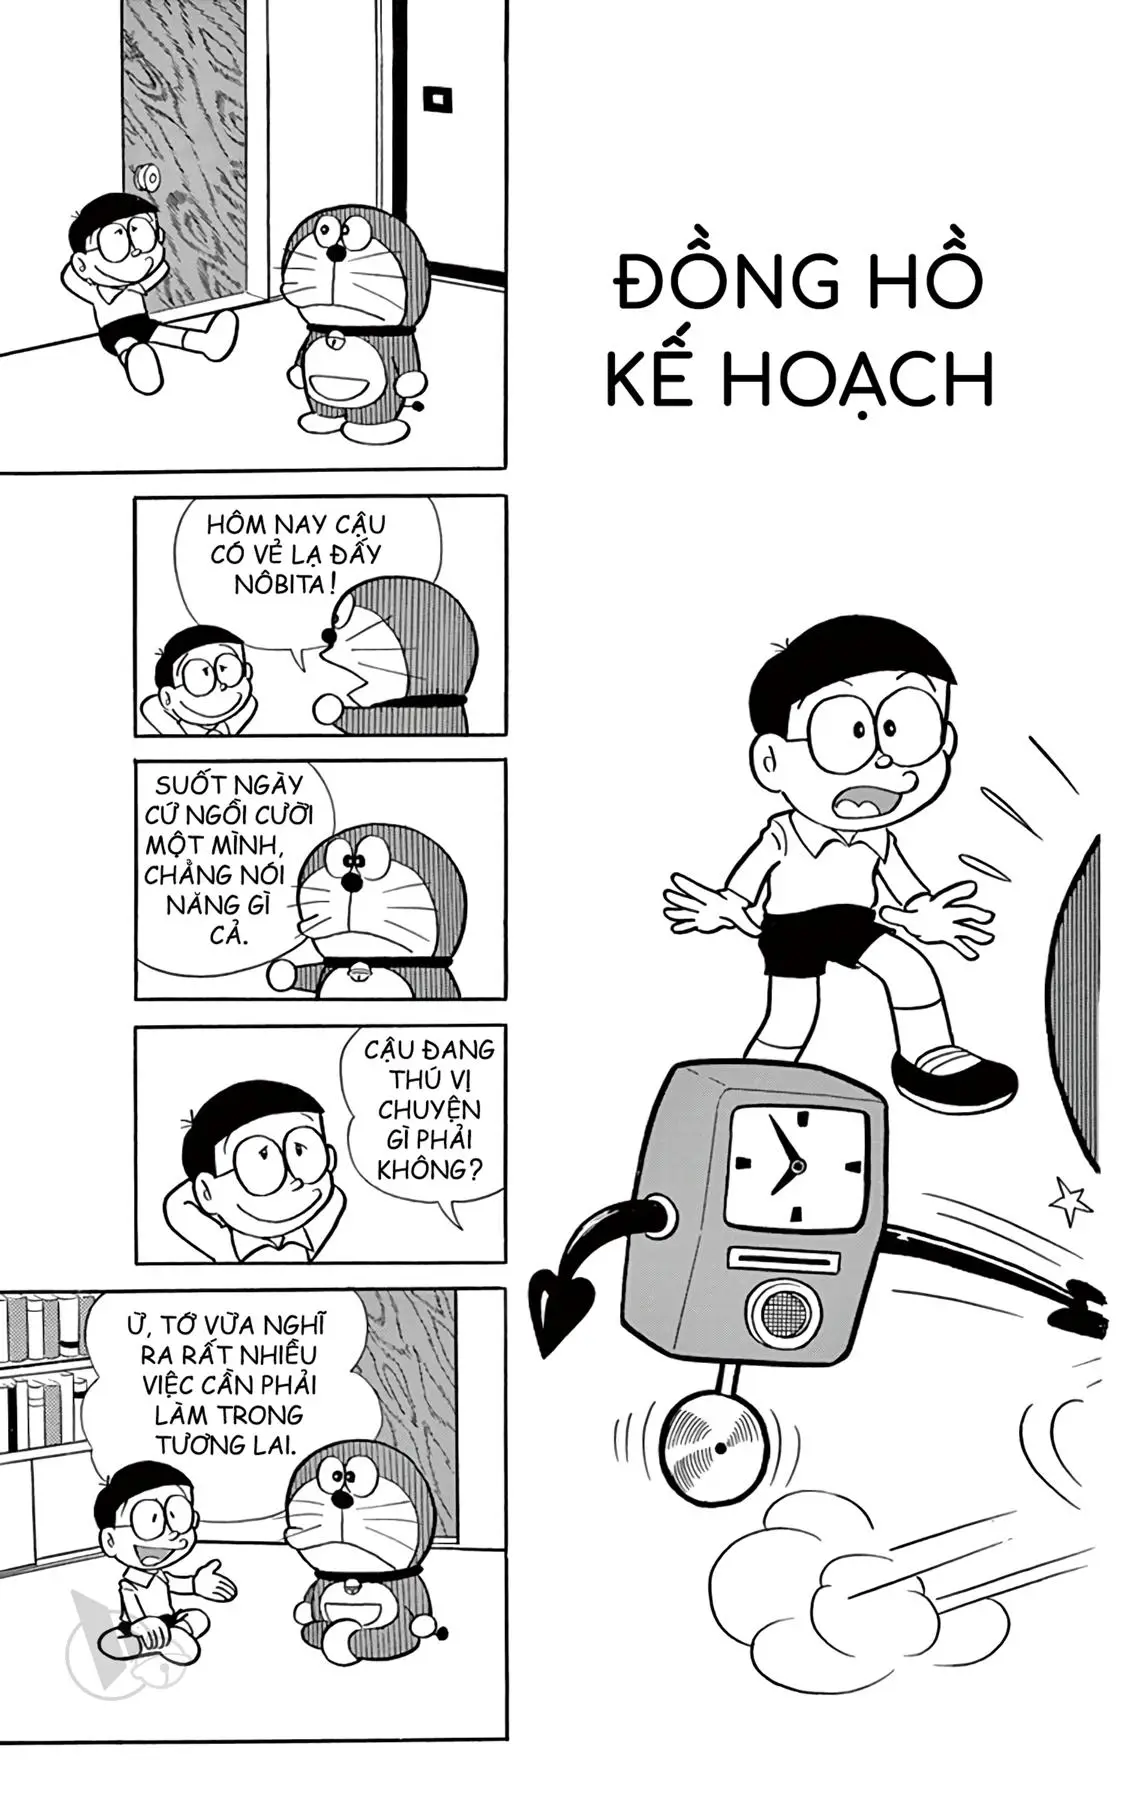 ĐỒNG HỒ
KẾ HOẠCH
HÔM NAY CẬU
CÓ VẺ LẠ ĐẤY
NÔBITA!
SUỐT NGÀY
CỨ NGỒI CƯỜI
MỘT MÌNH,
CHẲNG NÓI
NĂNG GÌ
CẢ.
CẬU ĐANG
THÚ VỊ
CHUYỆN
GÌ PHẢI
KHÔNG?
Ừ, TỚ VỪA NGHĨ
RA RẤT NHIỀU
VIỆC CẦN PHẢI
LÀM TRONG
TƯƠNG LAI.